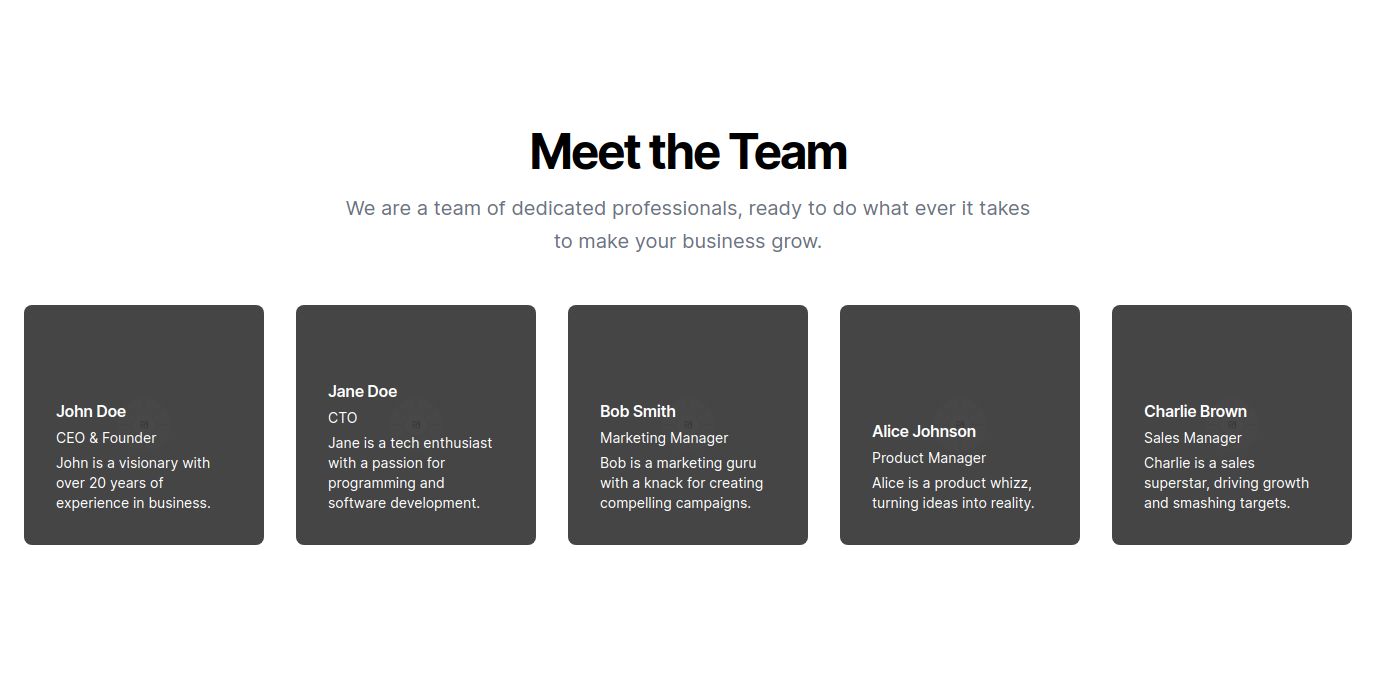 Meet the Team
We are a team of dedicated professionals, ready to do what ever it takes
to make your business grow.
John Doe
CEO & Founder
John is a visionary with
over 20 years of
experience in business.
Jane Doe
CTO
Jane is a tech enthusiast
with a passion for
programming and
software development.
Bob Smith
Marketing Manager
Bob is a marketing guru
with a knack for creating
compelling campaigns.
Alice Johnson
Product Manager
Alice is a product whizz,
turning ideas into reality.
Charlie Brown
Sales Manager
Charlie is a sales
superstar, driving growth
and smashing targets.